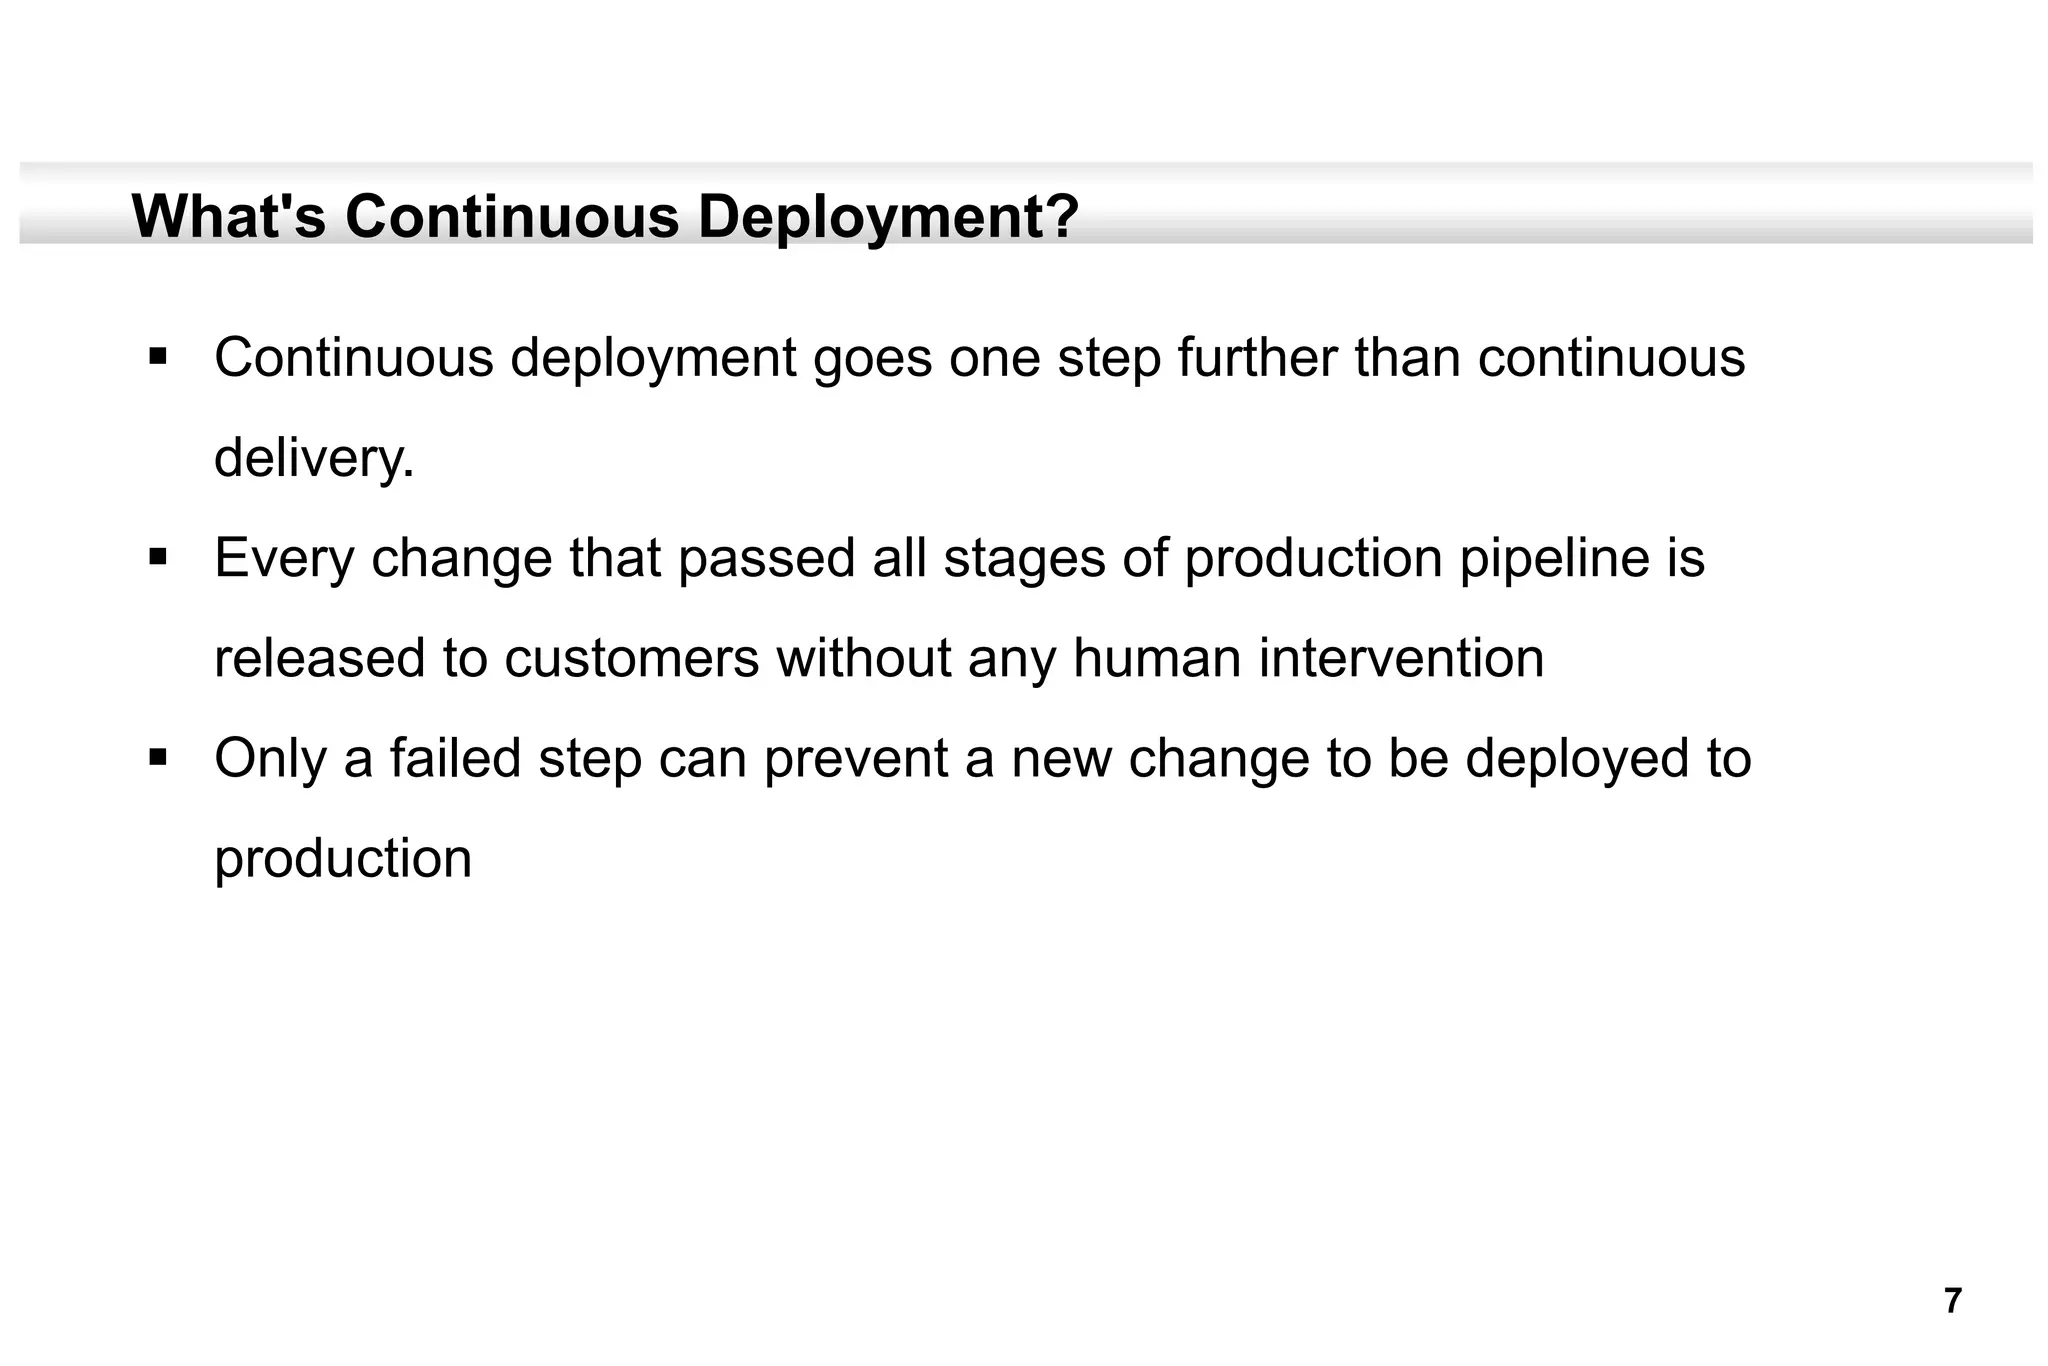 What's Continuous Deployment?
▪ Continuous deployment goes one step further than continuous
delivery.
▪ Every change that passed all stages of production pipeline is
released to customers without any human intervention
▪ Only a failed step can prevent a new change to be deployed to
production
7